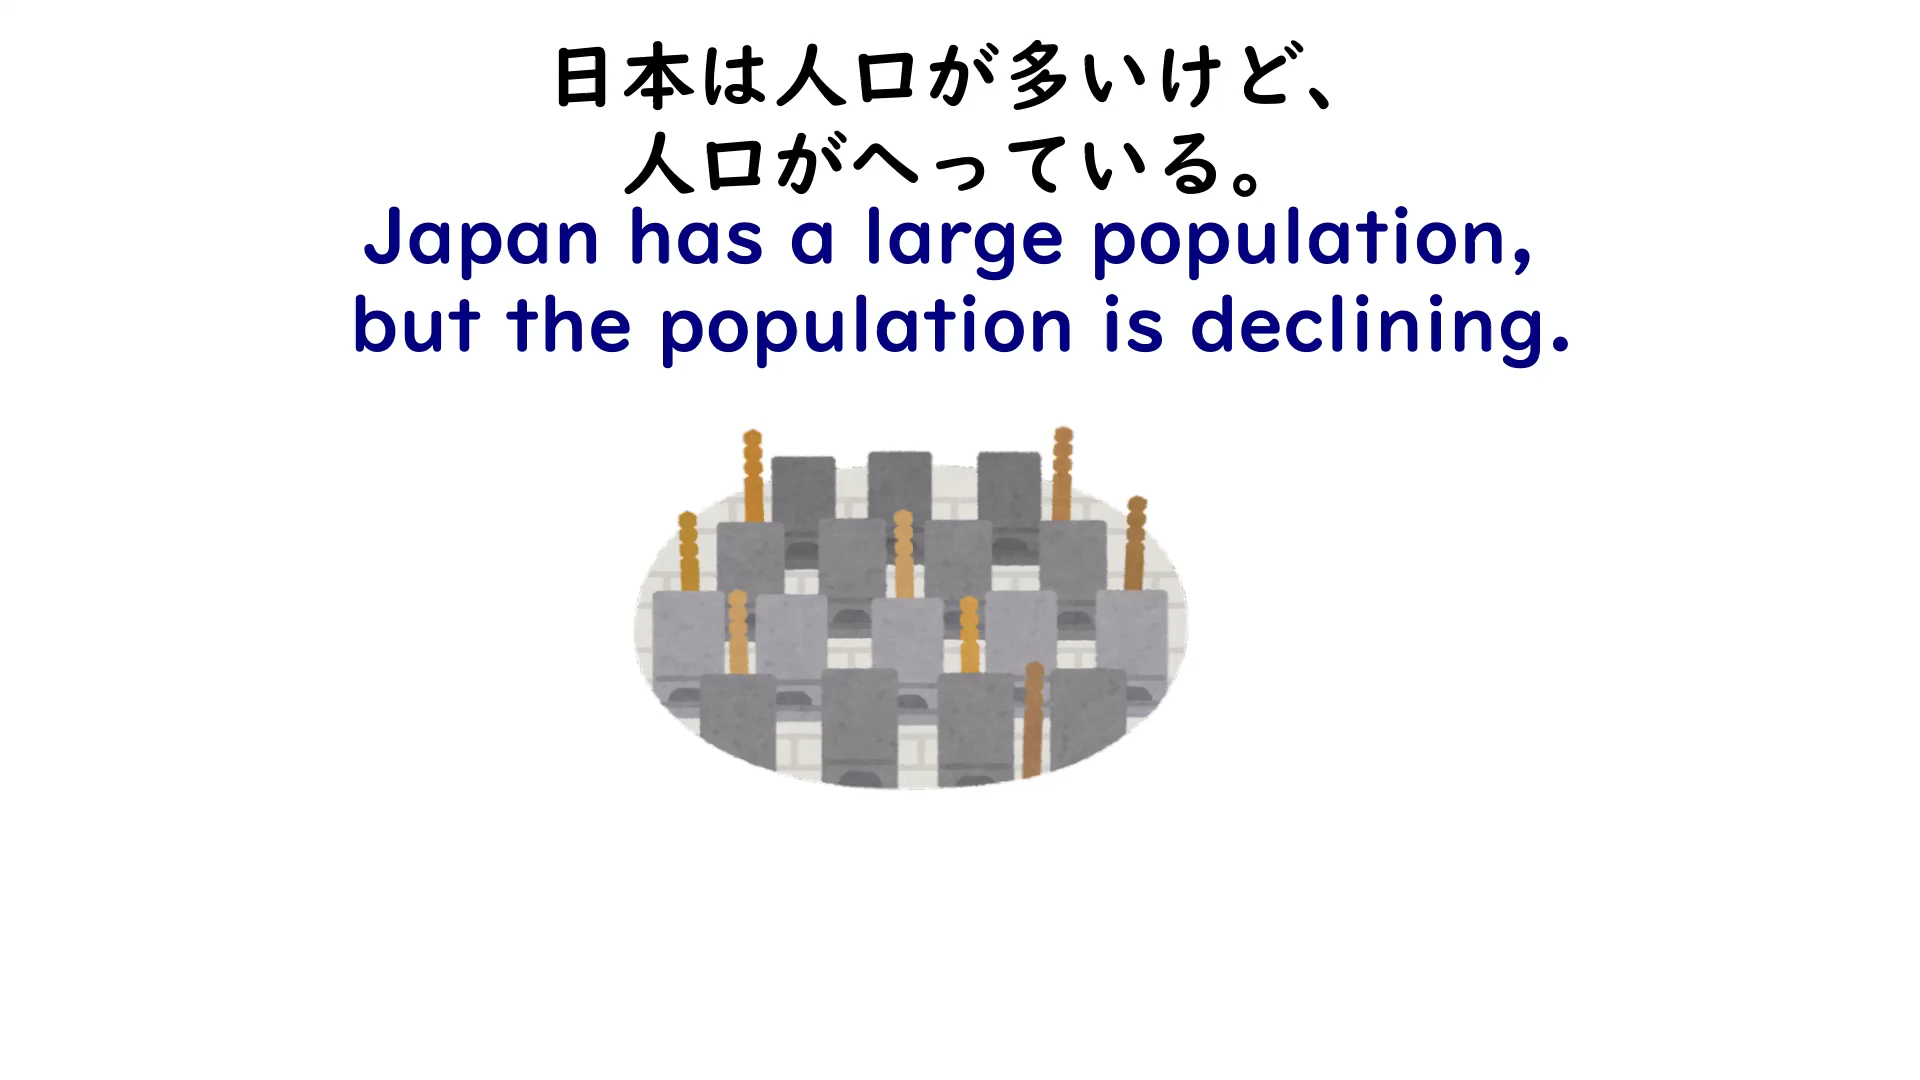 日本は人口が多いけど、
人口がへっている。
Japan has a large population,
but the population is declining.